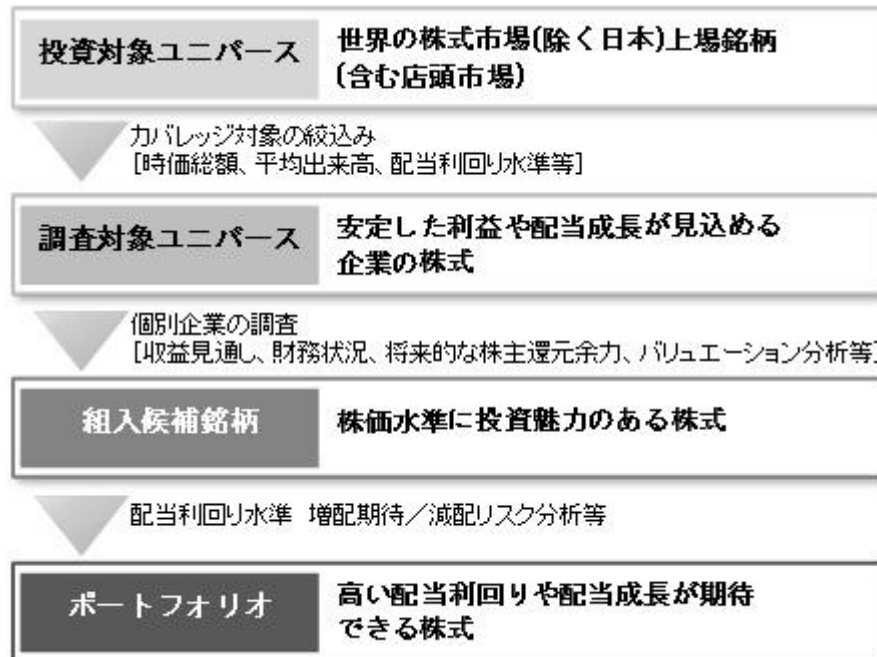 投資対象ユニバース
世界の株式市場(除く日本)上場銘柄
(含む店頭市場)
カバレッジ対象の絞込み
[時価総額、平均出来高、配当利回り水準等]
調査対象ユニバース
安定した利益や配当成長が見込める
企業の株式
個別企業の調査
[収益見通し、財務状況、将来的な株主還元余力、バリュエーション分析等]
組入候補銘柄
株価水準に投資魅力のある株式
配当利回り水準 増配期待／減配リスク分析等
ポートフォリオ
高い配当利回りや配当成長が期待
できる株式